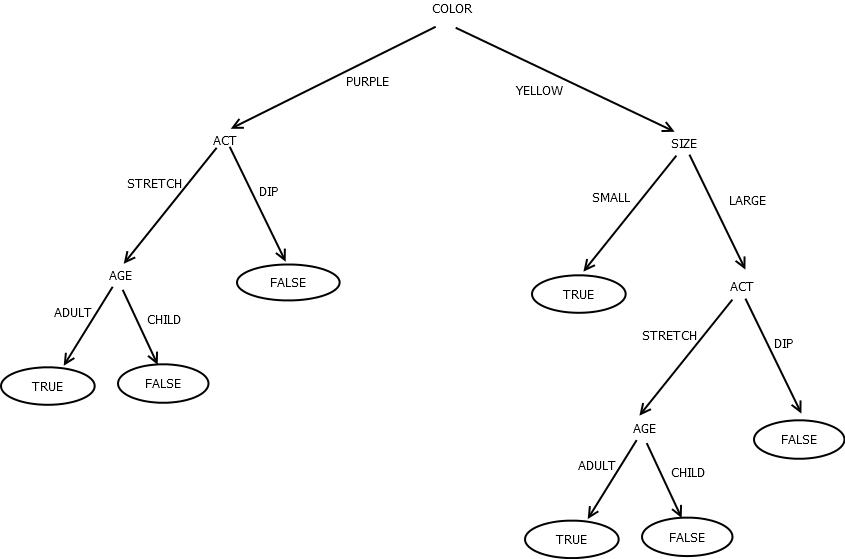 COLOR
PURPLE
YELLOW
ACT
SIZE
STRETCH
DIP
SMALL
LARGE
AGE
FALSE
TRUE
ACT
ADULT
CHILD
STRETCH
DIP
TRUE
FALSE
AGE
FALSE
ADULT
CHILD
TRUE
FALSE